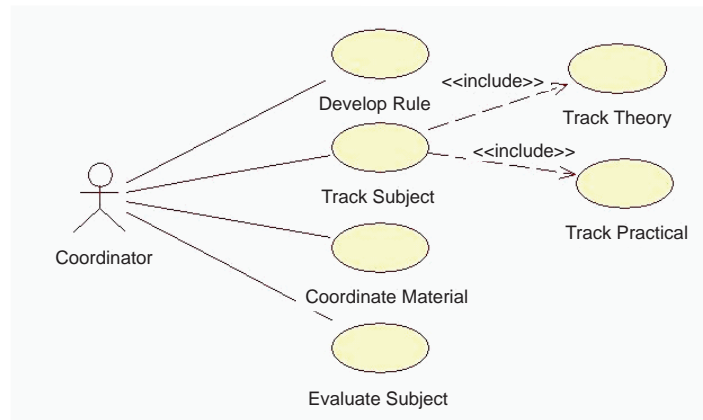 <<include>>
Develop Rule
Track Theory
<<include>>
Track Subject
Track Practical
Coordinator
Coordinate Material
Evaluate Subject